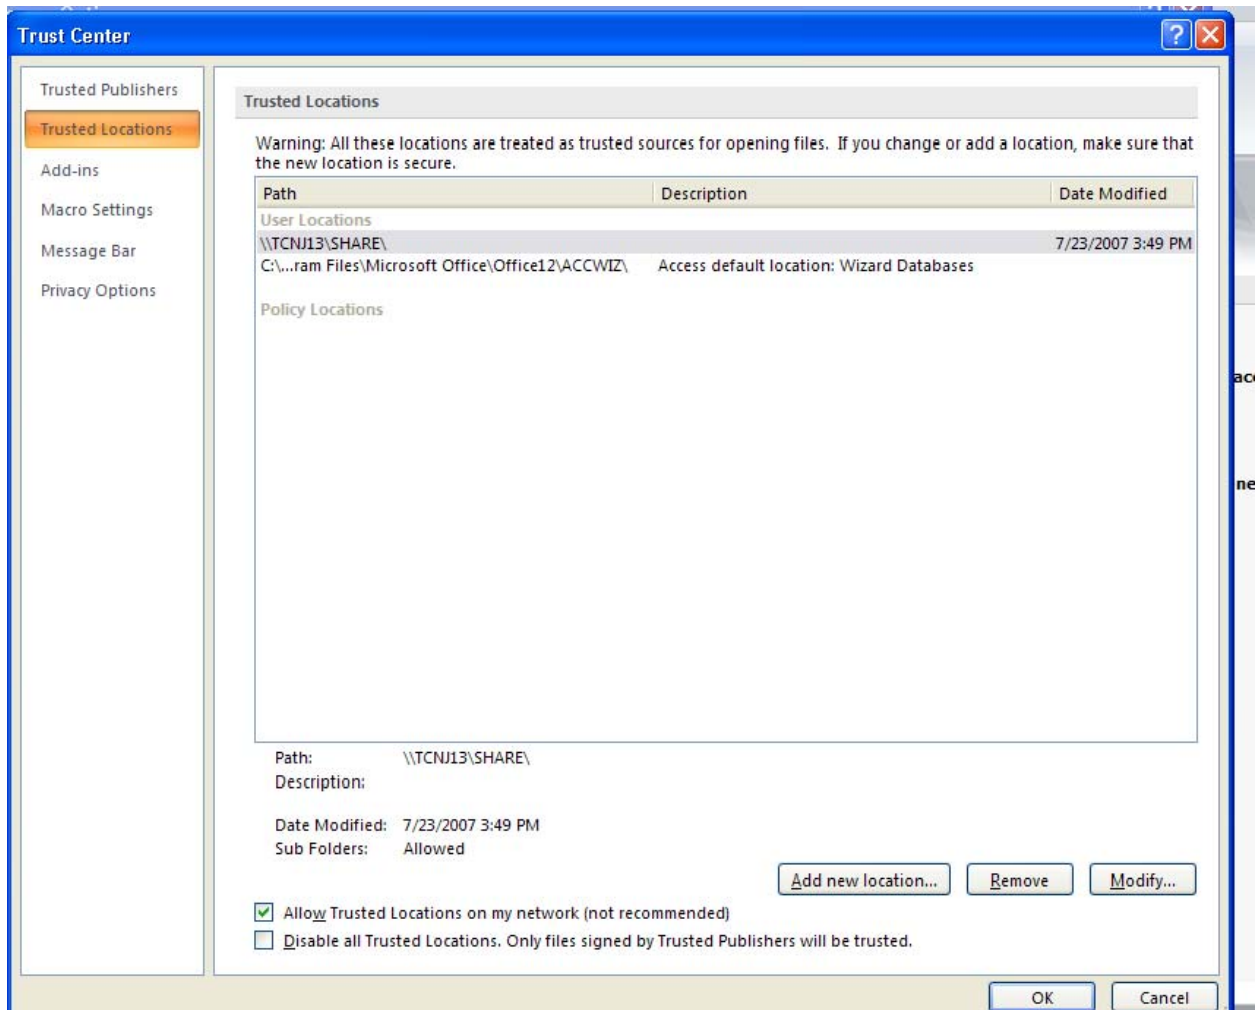 Trust Center
Trusted Publishers
Trusted Locations
Add-ins
Macro Settings
Message Bar
Privacy Options
Trusted Locations
Warning: All these locations are treated as trusted sources for opening files.  If you change or add a location, make sure that
the new location is secure.
Path Description Date Modified
User Locations
\\TCNJ13\SHARE\ 7/23/2007 3:49 PM
C:\...ram Files\Microsoft Office\Office12\ACCWIZ\ Access default location: Wizard Databases
Policy Locations
Path: \\TCNJ13\SHARE\
Description:
Date Modified: 7/23/2007 3:49 PM
Sub Folders: Allowed
Add new location... Remove Modify...
Allow Trusted Locations on my network (not recommended)
Disable all Trusted Locations. Only files signed by Trusted Publishers will be trusted.
OK Cancel